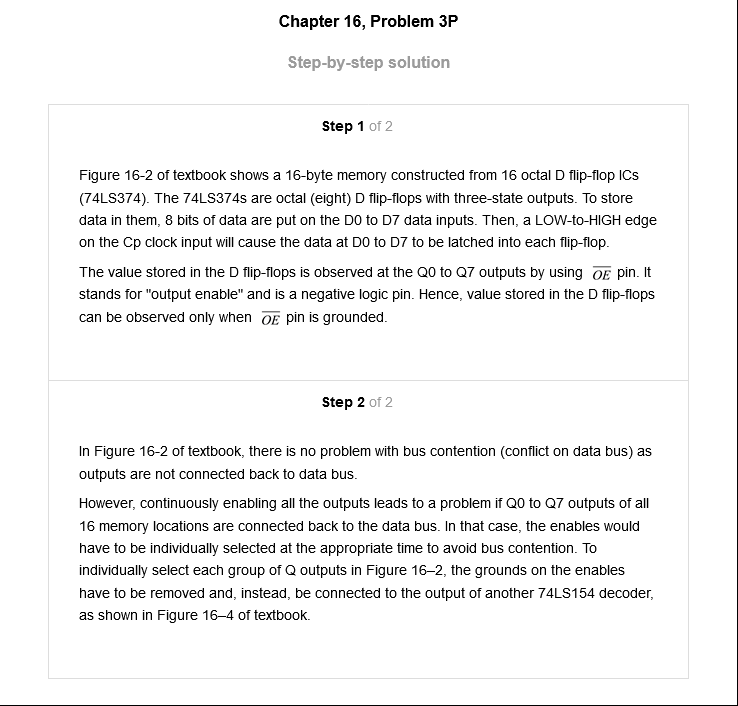 Chapter 16, Problem 3P
Step-by-step solution
Step 1 of 2
Figure 16-2 of textbook shows a 16-byte memory constructed from 16 octal D flip-flop ICs
(74LS374). The 74LS374s are octal (eight) D flip-flops with three-state outputs. To store
data in them, 8 bits of data are put on the D0 to D7 data inputs. Then, a LOW-to-HIGH edge
on the Cp clock input will cause the data at D0 to D7 to be latched into each flip-flop.
The value stored in the D flip-flops is observed at the Q0 to Q7 outputs by using O̅E̅ pin. It
stands for "output enable" and is a negative logic pin. Hence, value stored in the D flip-flops
can be observed only when O̅E̅ pin is grounded.
Step 2 of 2
In Figure 16-2 of textbook, there is no problem with bus contention (conflict on data bus) as
outputs are not connected back to data bus.
However, continuously enabling all the outputs leads to a problem if Q0 to Q7 outputs of all
16 memory locations are connected back to the data bus. In that case, the enables would
have to be individually selected at the appropriate time to avoid bus contention. To
individually select each group of Q outputs in Figure 16–2, the grounds on the enables
have to be removed and, instead, be connected to the output of another 74LS154 decoder,
as shown in Figure 16–4 of textbook.